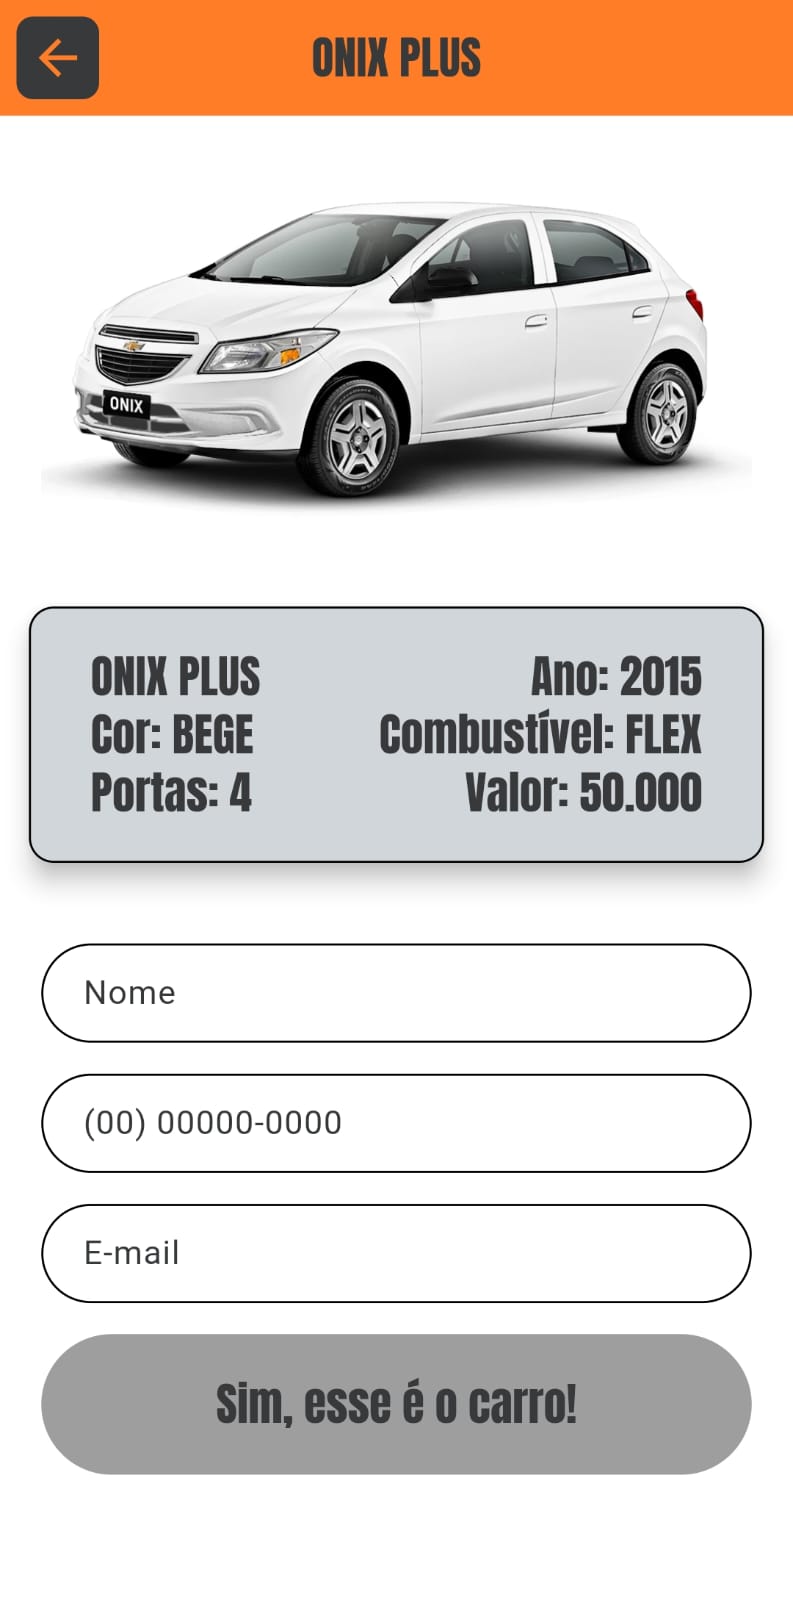 ONIX PLUS
ONIX
ONIX PLUS
Ano: 2015
Cor: BEGE
Combustível: FLEX
Portas: 4
Valor: 50.000
Nome
(00) 00000-0000
E-mail
Sim, esse é o carro!